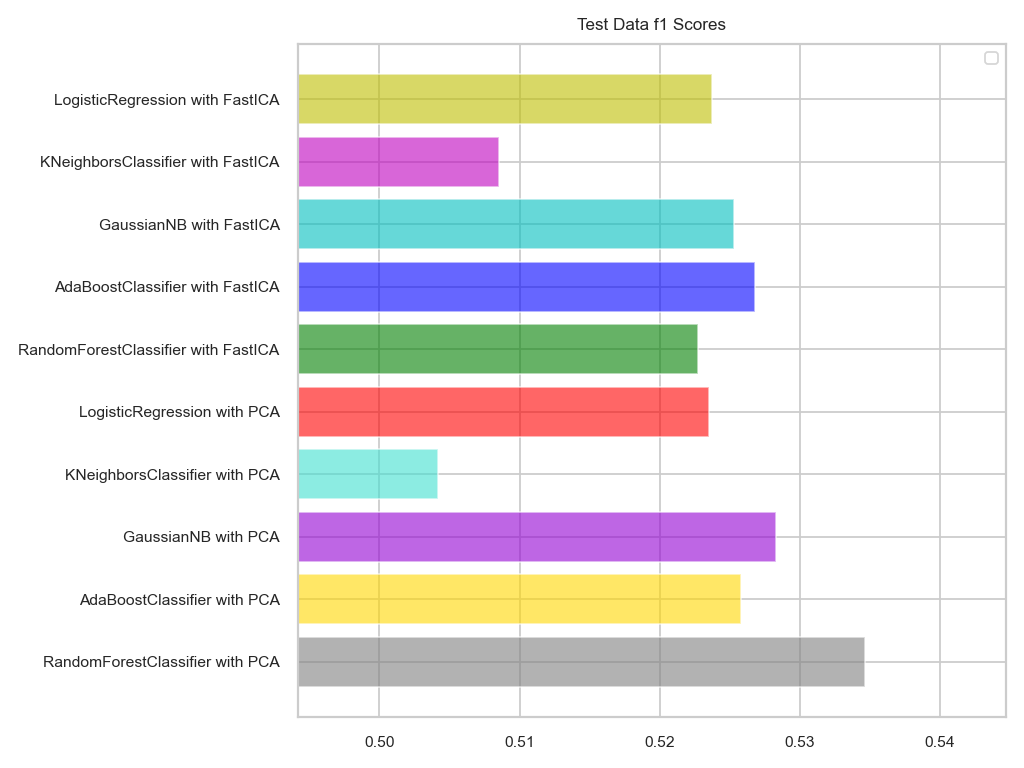 Test Data f1 Scores
LogisticRegression with FastICA
KNeighborsClassifier with FastICA
GaussianNB with FastICA
AdaBoostClassifier with FastICA
RandomForestClassifier with FastICA
LogisticRegression with PCA
KNeighborsClassifier with PCA
GaussianNB with PCA
AdaBoostClassifier with PCA
RandomForestClassifier with PCA
0.50 0.51 0.52 0.53 0.54